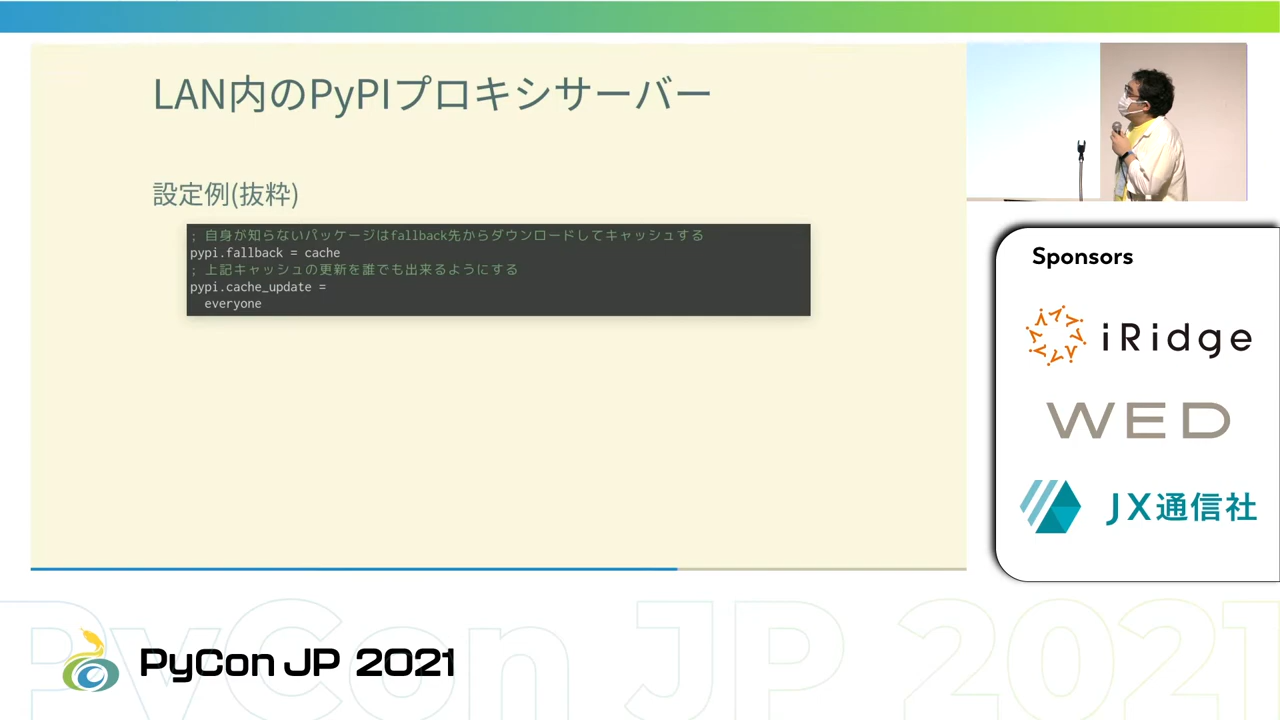 LAN内のPyPIプロキシサーバー
設定例(抜粋)
; 自身が知らないパッケージはfallback先からダウンロードしてキャッシュする
pypi.fallback = cache
; 上記キャッシュの更新を誰でも出来るようにする
pypi.cache_update =
everyone
Sponsors
iRidge
WED
JX通信社
PyCon JP 2021
PyCon JP 2021